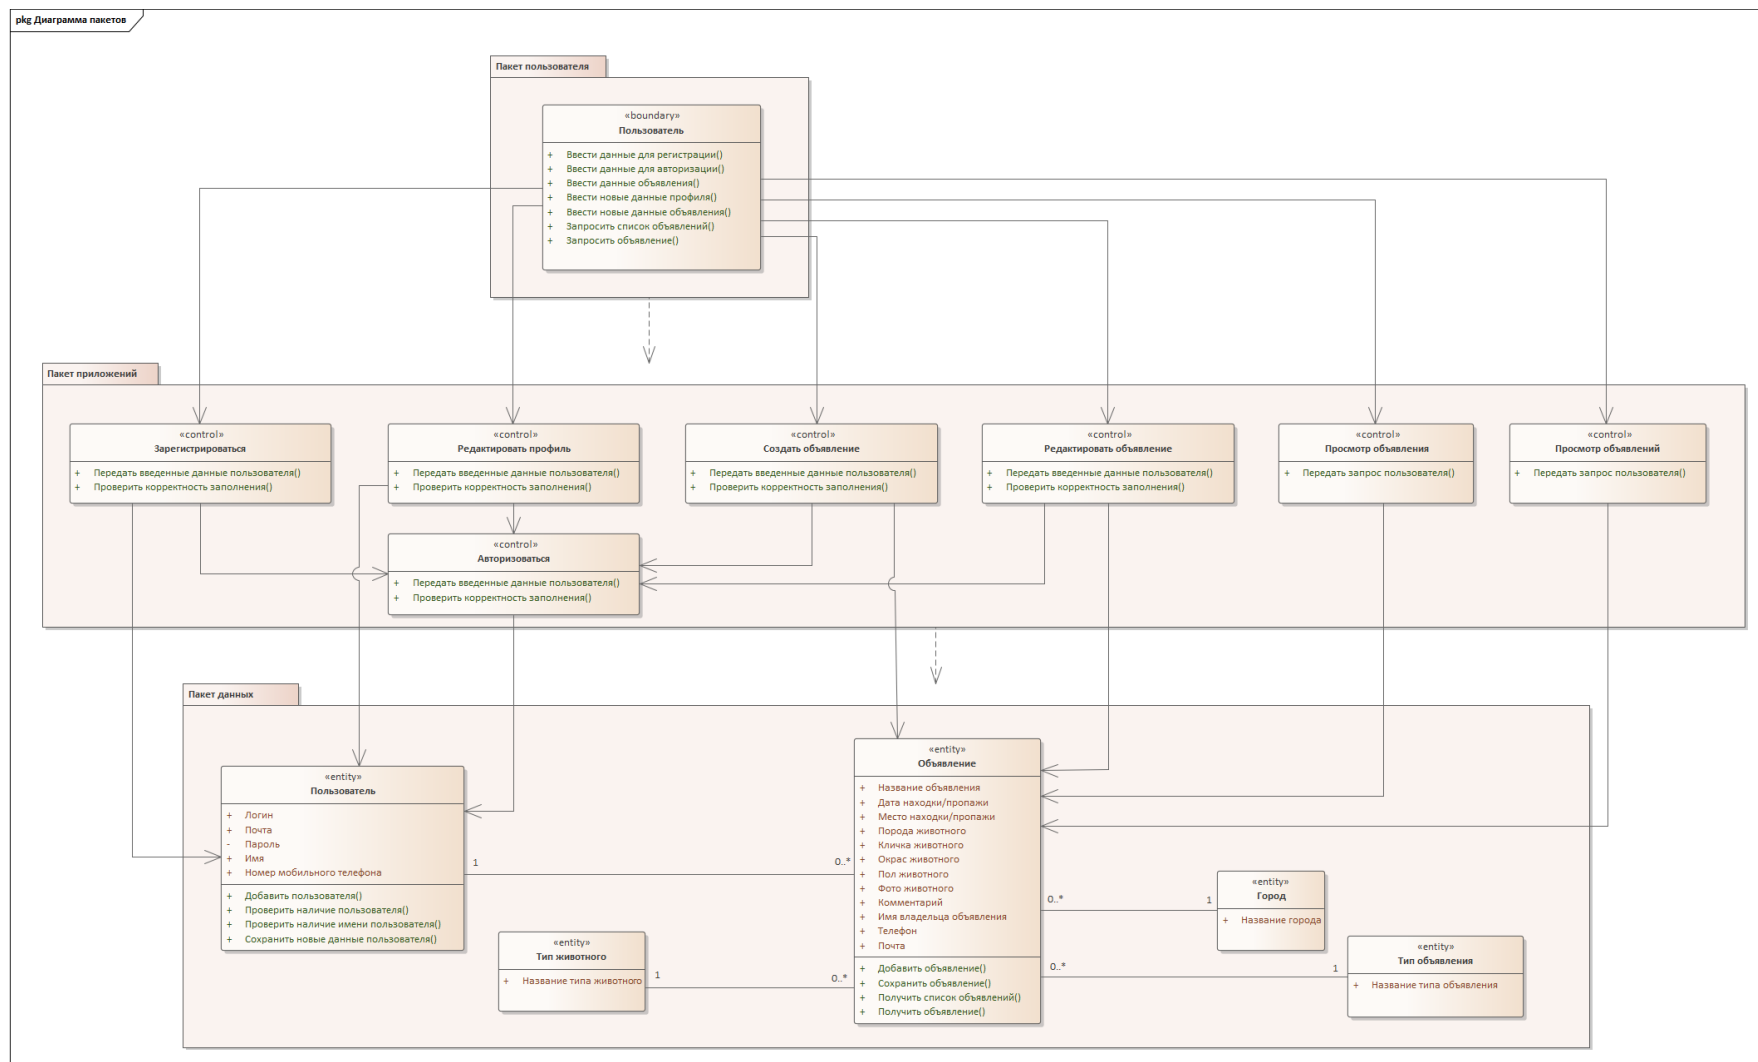 pkg Диаграмма пакетов
Пакет пользователя
«boundary»
Пользователь
+ Ввести данные для регистрации()
+ Ввести данные для авторизации()
+ Ввести данные объявления()
+ Ввести новые данные профиля()
+ Ввести новые данные объявления()
+ Запросить список объявлений()
+ Запросить объявление()
Пакет приложений
«control»
Зарегистрироваться
+ Передать введенные данные пользователя()
+ Проверить корректность заполнения()
«control»
Редактировать профиль
+ Передать введенные данные пользователя()
+ Проверить корректность заполнения()
«control»
Создать объявление
+ Передать введенные данные пользователя()
+ Проверить корректность заполнения()
«control»
Редактировать объявление
+ Передать введенные данные пользователя()
+ Проверить корректность заполнения()
«control»
Просмотр объявления
+ Передать запрос пользователя()
«control»
Просмотр объявлений
+ Передать запрос пользователя()
«control»
Авторизоваться
+ Передать введенные данные пользователя()
+ Проверить корректность заполнения()
Пакет данных
«entity»
Пользователь
+ Логин
+ Почта
- Пароль
+ Имя
+ Номер мобильного телефона
+ Добавить пользователя()
+ Проверить наличие пользователя()
+ Проверить наличие имени пользователя()
+ Сохранить новые данные пользователя()
1
0..*
«entity»
Объявление
+ Название объявления
+ Дата находки/пропажи
+ Место находки/пропажи
+ Порода животного
+ Кличка животного
+ Окрас животного
+ Пол животного
+ Фото животного
+ Комментарий
+ Имя владельца объявления
+ Телефон
+ Почта
+ Добавить объявление()
+ Сохранить объявление()
+ Получить список объявлений()
+ Получить объявление()
0..*
1
«entity»
Город
+ Название города
«entity»
Тип животного
+ Название типа животного
1
0..*
0..*
1
«entity»
Тип объявления
+ Название типа объявления